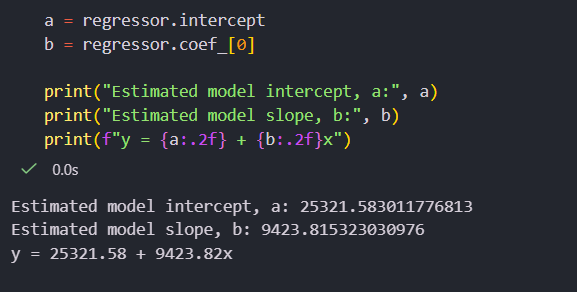 a = regressor.intercept
b = regressor.coef_[0]
print("Estimated model intercept, a:", a)
print("Estimated model slope, b:", b)
print(f"y = {a:.2f} + {b:.2f}x")
0.0s
Estimated model intercept, a: 25321.583011776813
Estimated model slope, b: 9423.815323030976
y = 25321.58 + 9423.82x